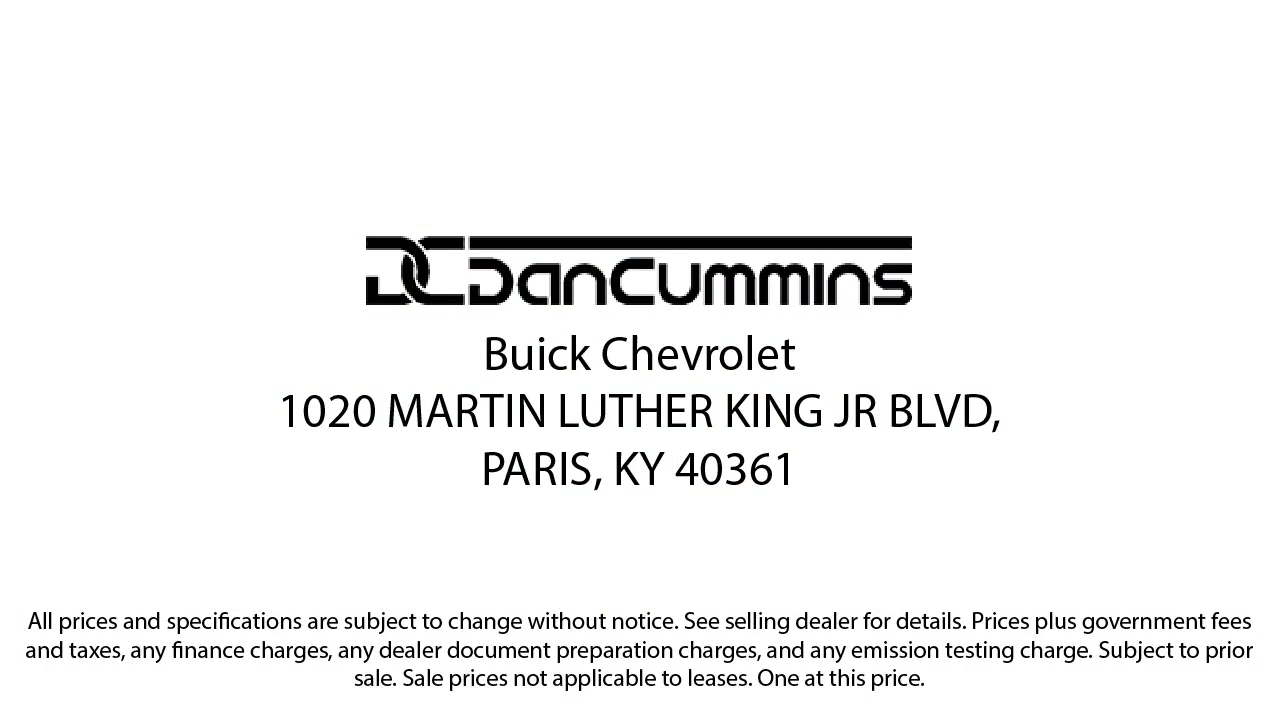 DC DanCummins
Buick Chevrolet
1020 MARTIN LUTHER KING JR BLVD,
PARIS, KY 40361
All prices and specifications are subject to change without notice. See selling dealer for details. Prices plus government fees
and taxes, any finance charges, any dealer document preparation charges, and any emission testing charge. Subject to prior
sale. Sale prices not applicable to leases. One at this price.